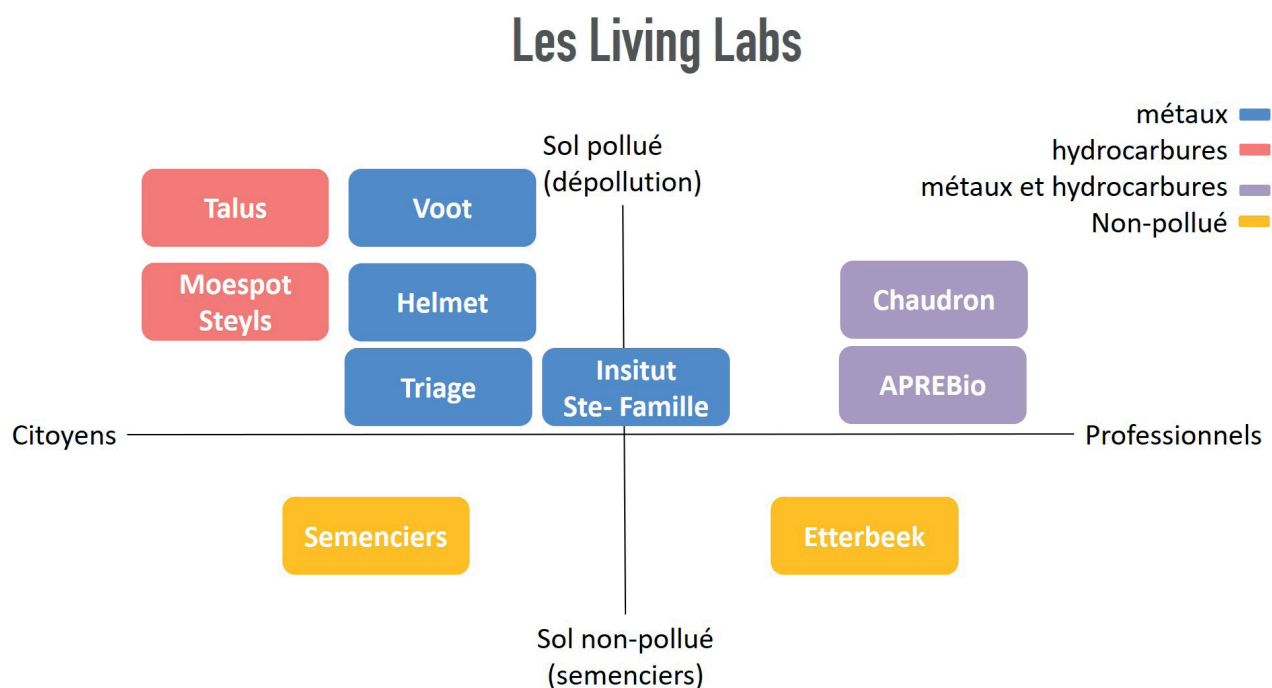 Les Living Labs
métaux
hydrocarbures
métaux et hydrocarbures
Non-pollué
Sol pollué
(dépollution)
Talus
Voot
Moespot
Steyls
Helmet
Chaudron
Triage
Insitut
Ste- Famille
APREBio
Citoyens
Professionnels
Semenciers
Etterbeek
Sol non-pollué
(semenciers)